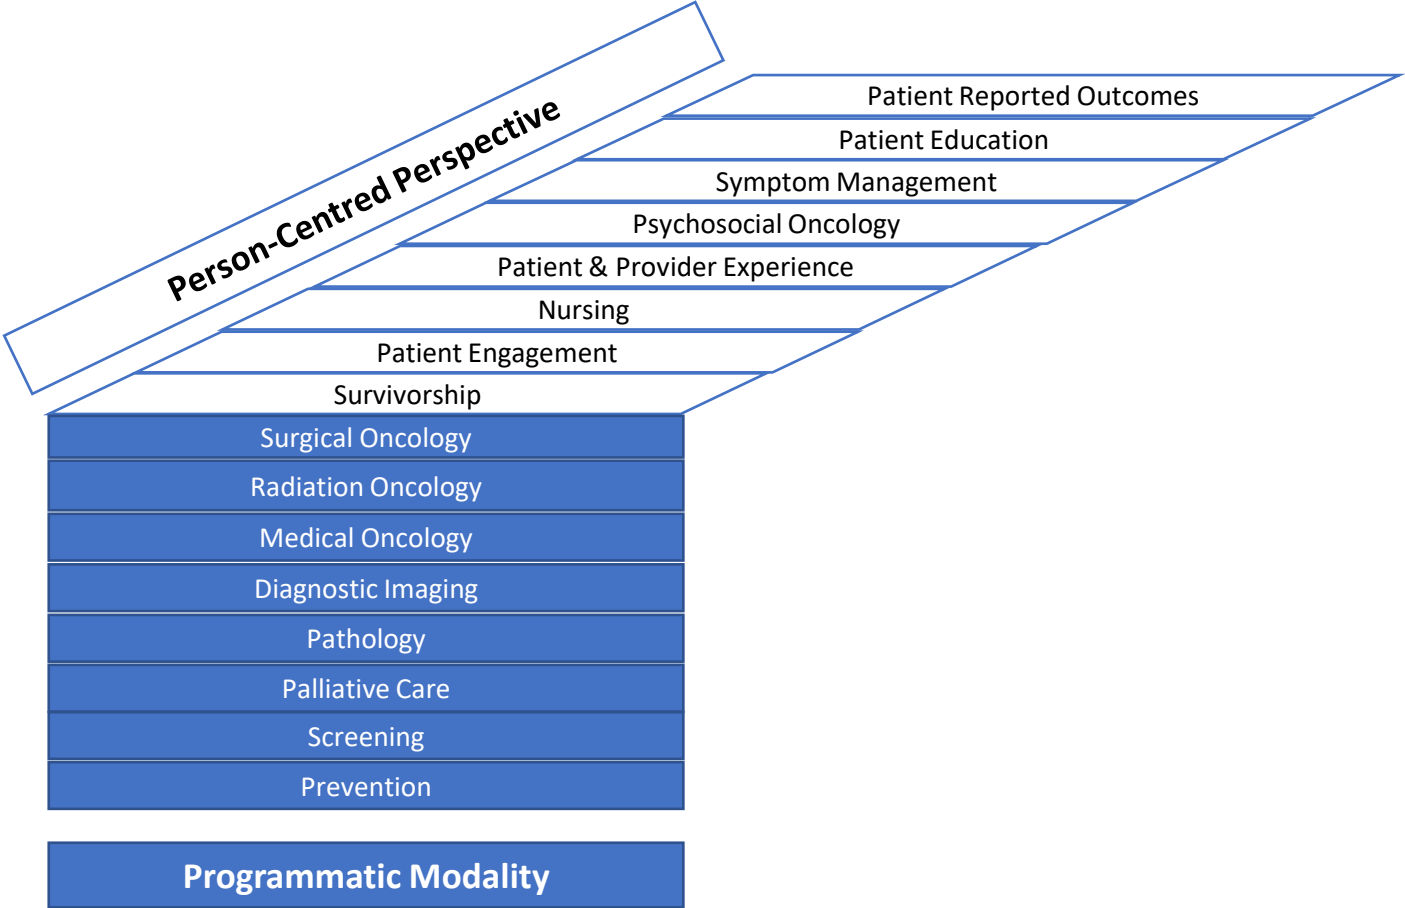 Person-Centred Perspective
Patient Reported Outcomes
Patient Education
Symptom Management
Psychosocial Oncology
Patient & Provider Experience
Nursing
Patient Engagement
Survivorship
Surgical Oncology
Radiation Oncology
Medical Oncology
Diagnostic Imaging
Pathology
Palliative Care
Screening
Prevention
Programmatic Modality